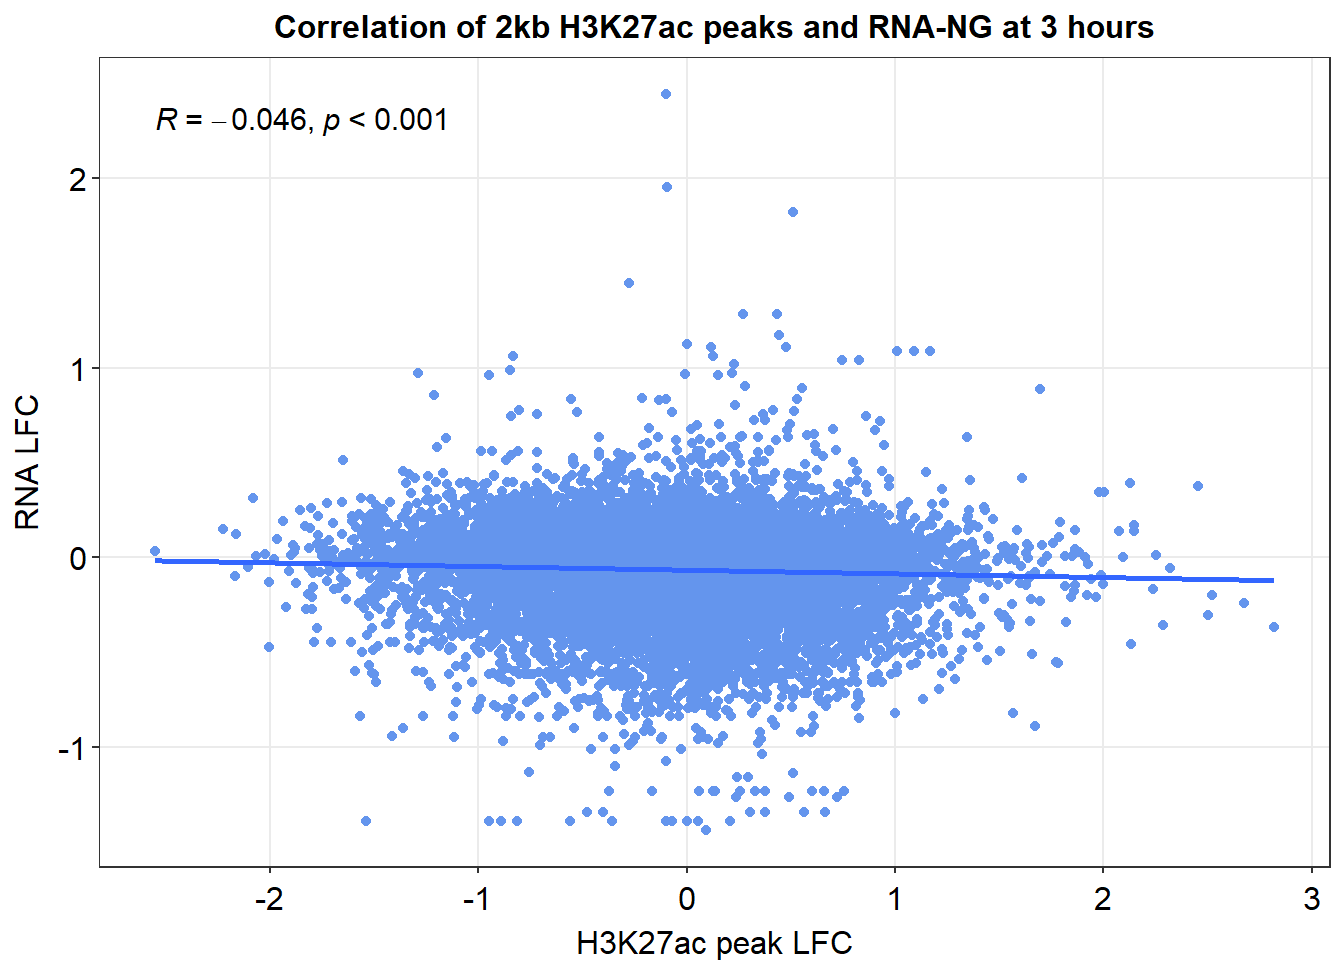 Correlation of 2kb H3K27ac peaks and RNA-NG at 3 hours
R = −0.046, p < 0.001
RNA LFC
2
1
0
-1
-2 -1 0 1 2 3
H3K27ac peak LFC